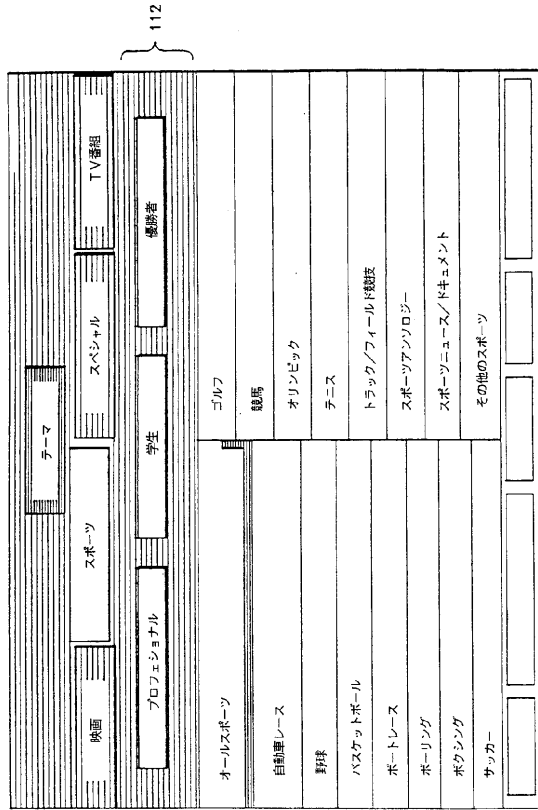 テーマ
映画
スポーツ
スペシャル
TV番組
プロフェショナル
学生
優勝者
112
オールスポーツ
自動車レース
野球
バスケットボール
ボートレース
ボーリング
ボクシング
サッカー
ゴルフ
競馬
オリンピック
テニス
トラック/フィールド競技
スポーツアンソロジー
スポーツニュース/ドキュメント
その他のスポーツ